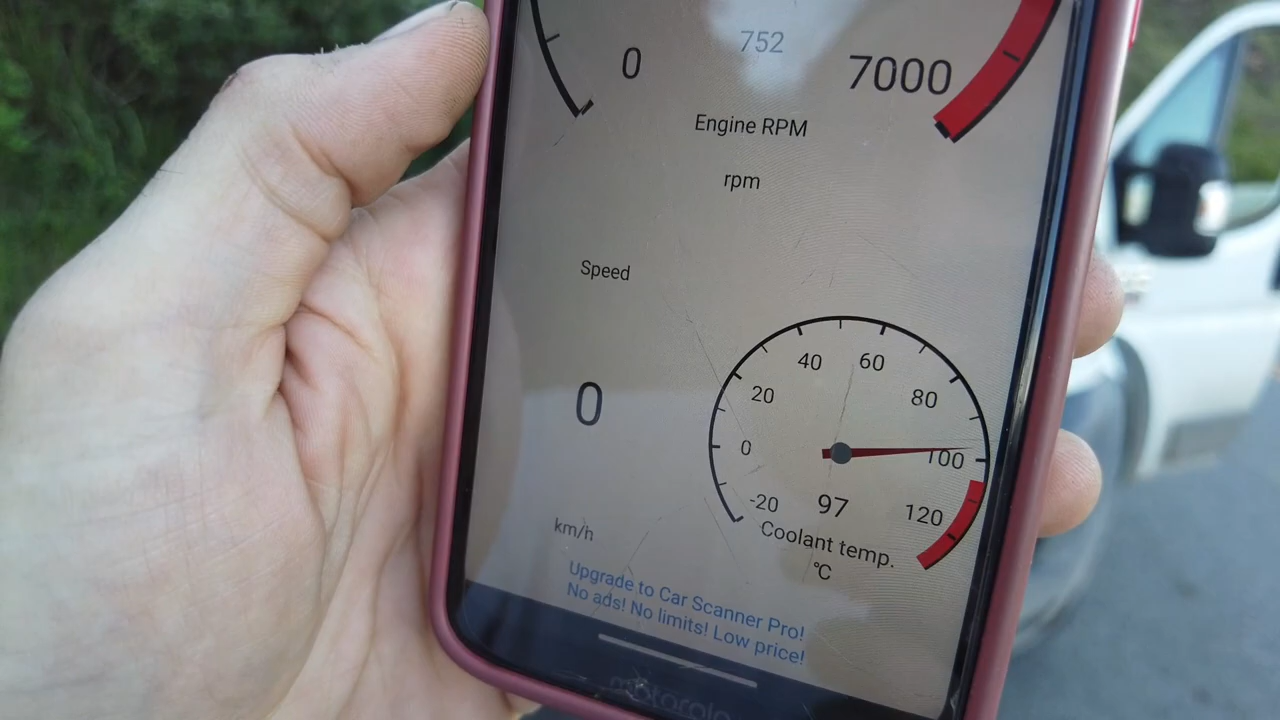 0
752
7000
Engine RPM
rpm
Speed
0
km/h
40
60
20
80
0
100
-20
97
120
Coolant temp.
℃
Upgrade to Car Scanner Pro!
No ads! No limits! Low price!
motorola